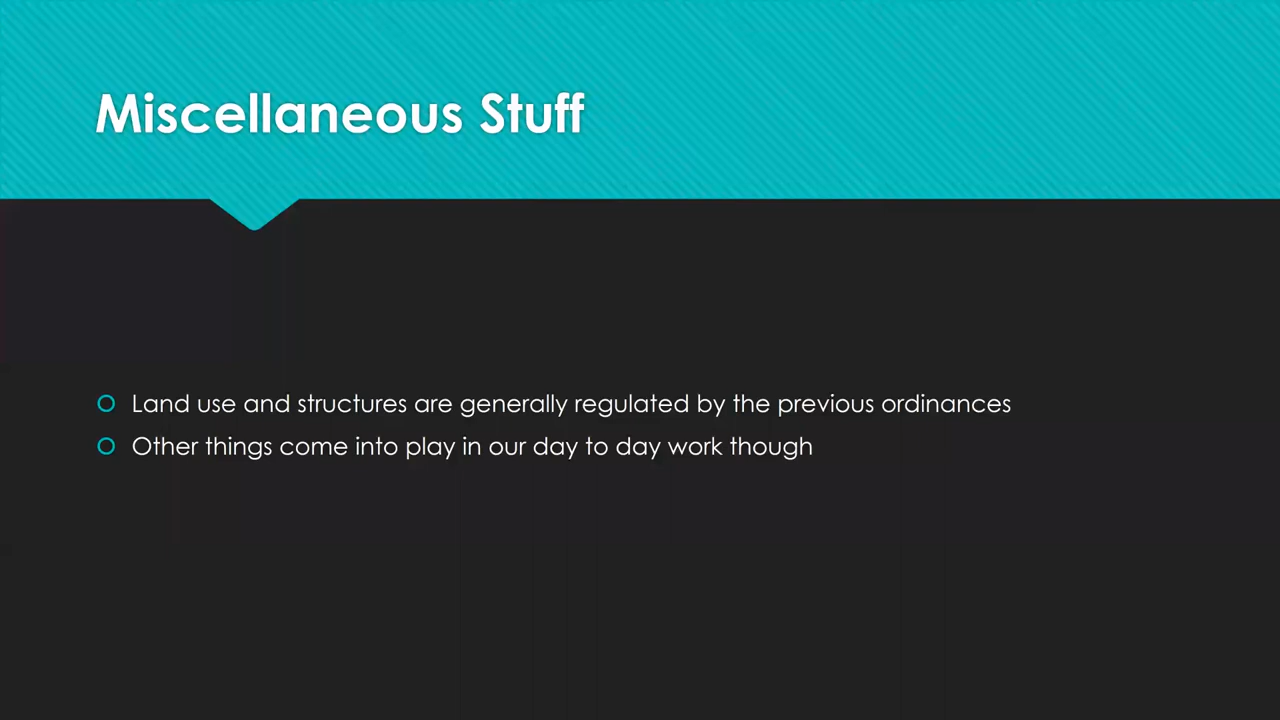 Miscellaneous Stuff
Land use and structures are generally regulated by the previous ordinances
Other things come into play in our day to day work though